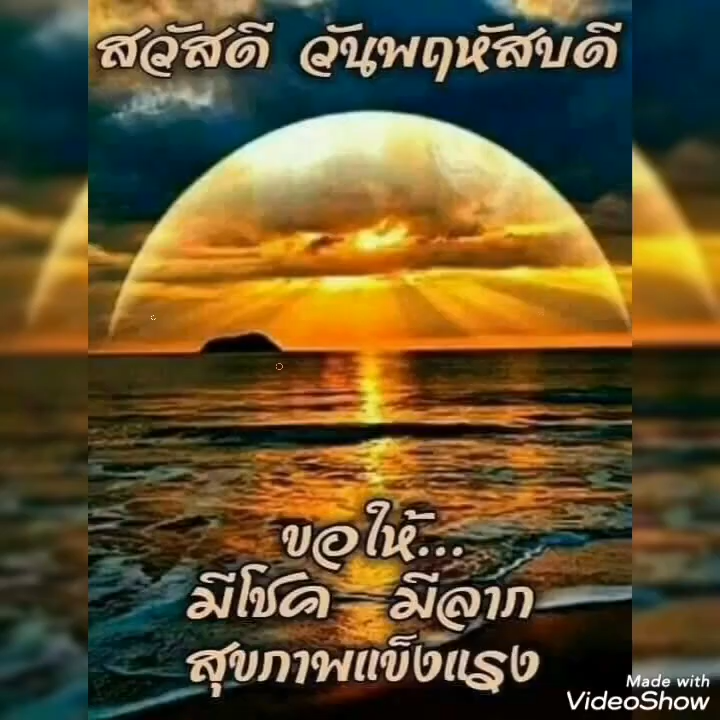 สวัสดี วันพฤหัสบดี
ขอให้...
มีโชค มีลาภ
สุขภาพแข็งแรง
Made with
VideoShow